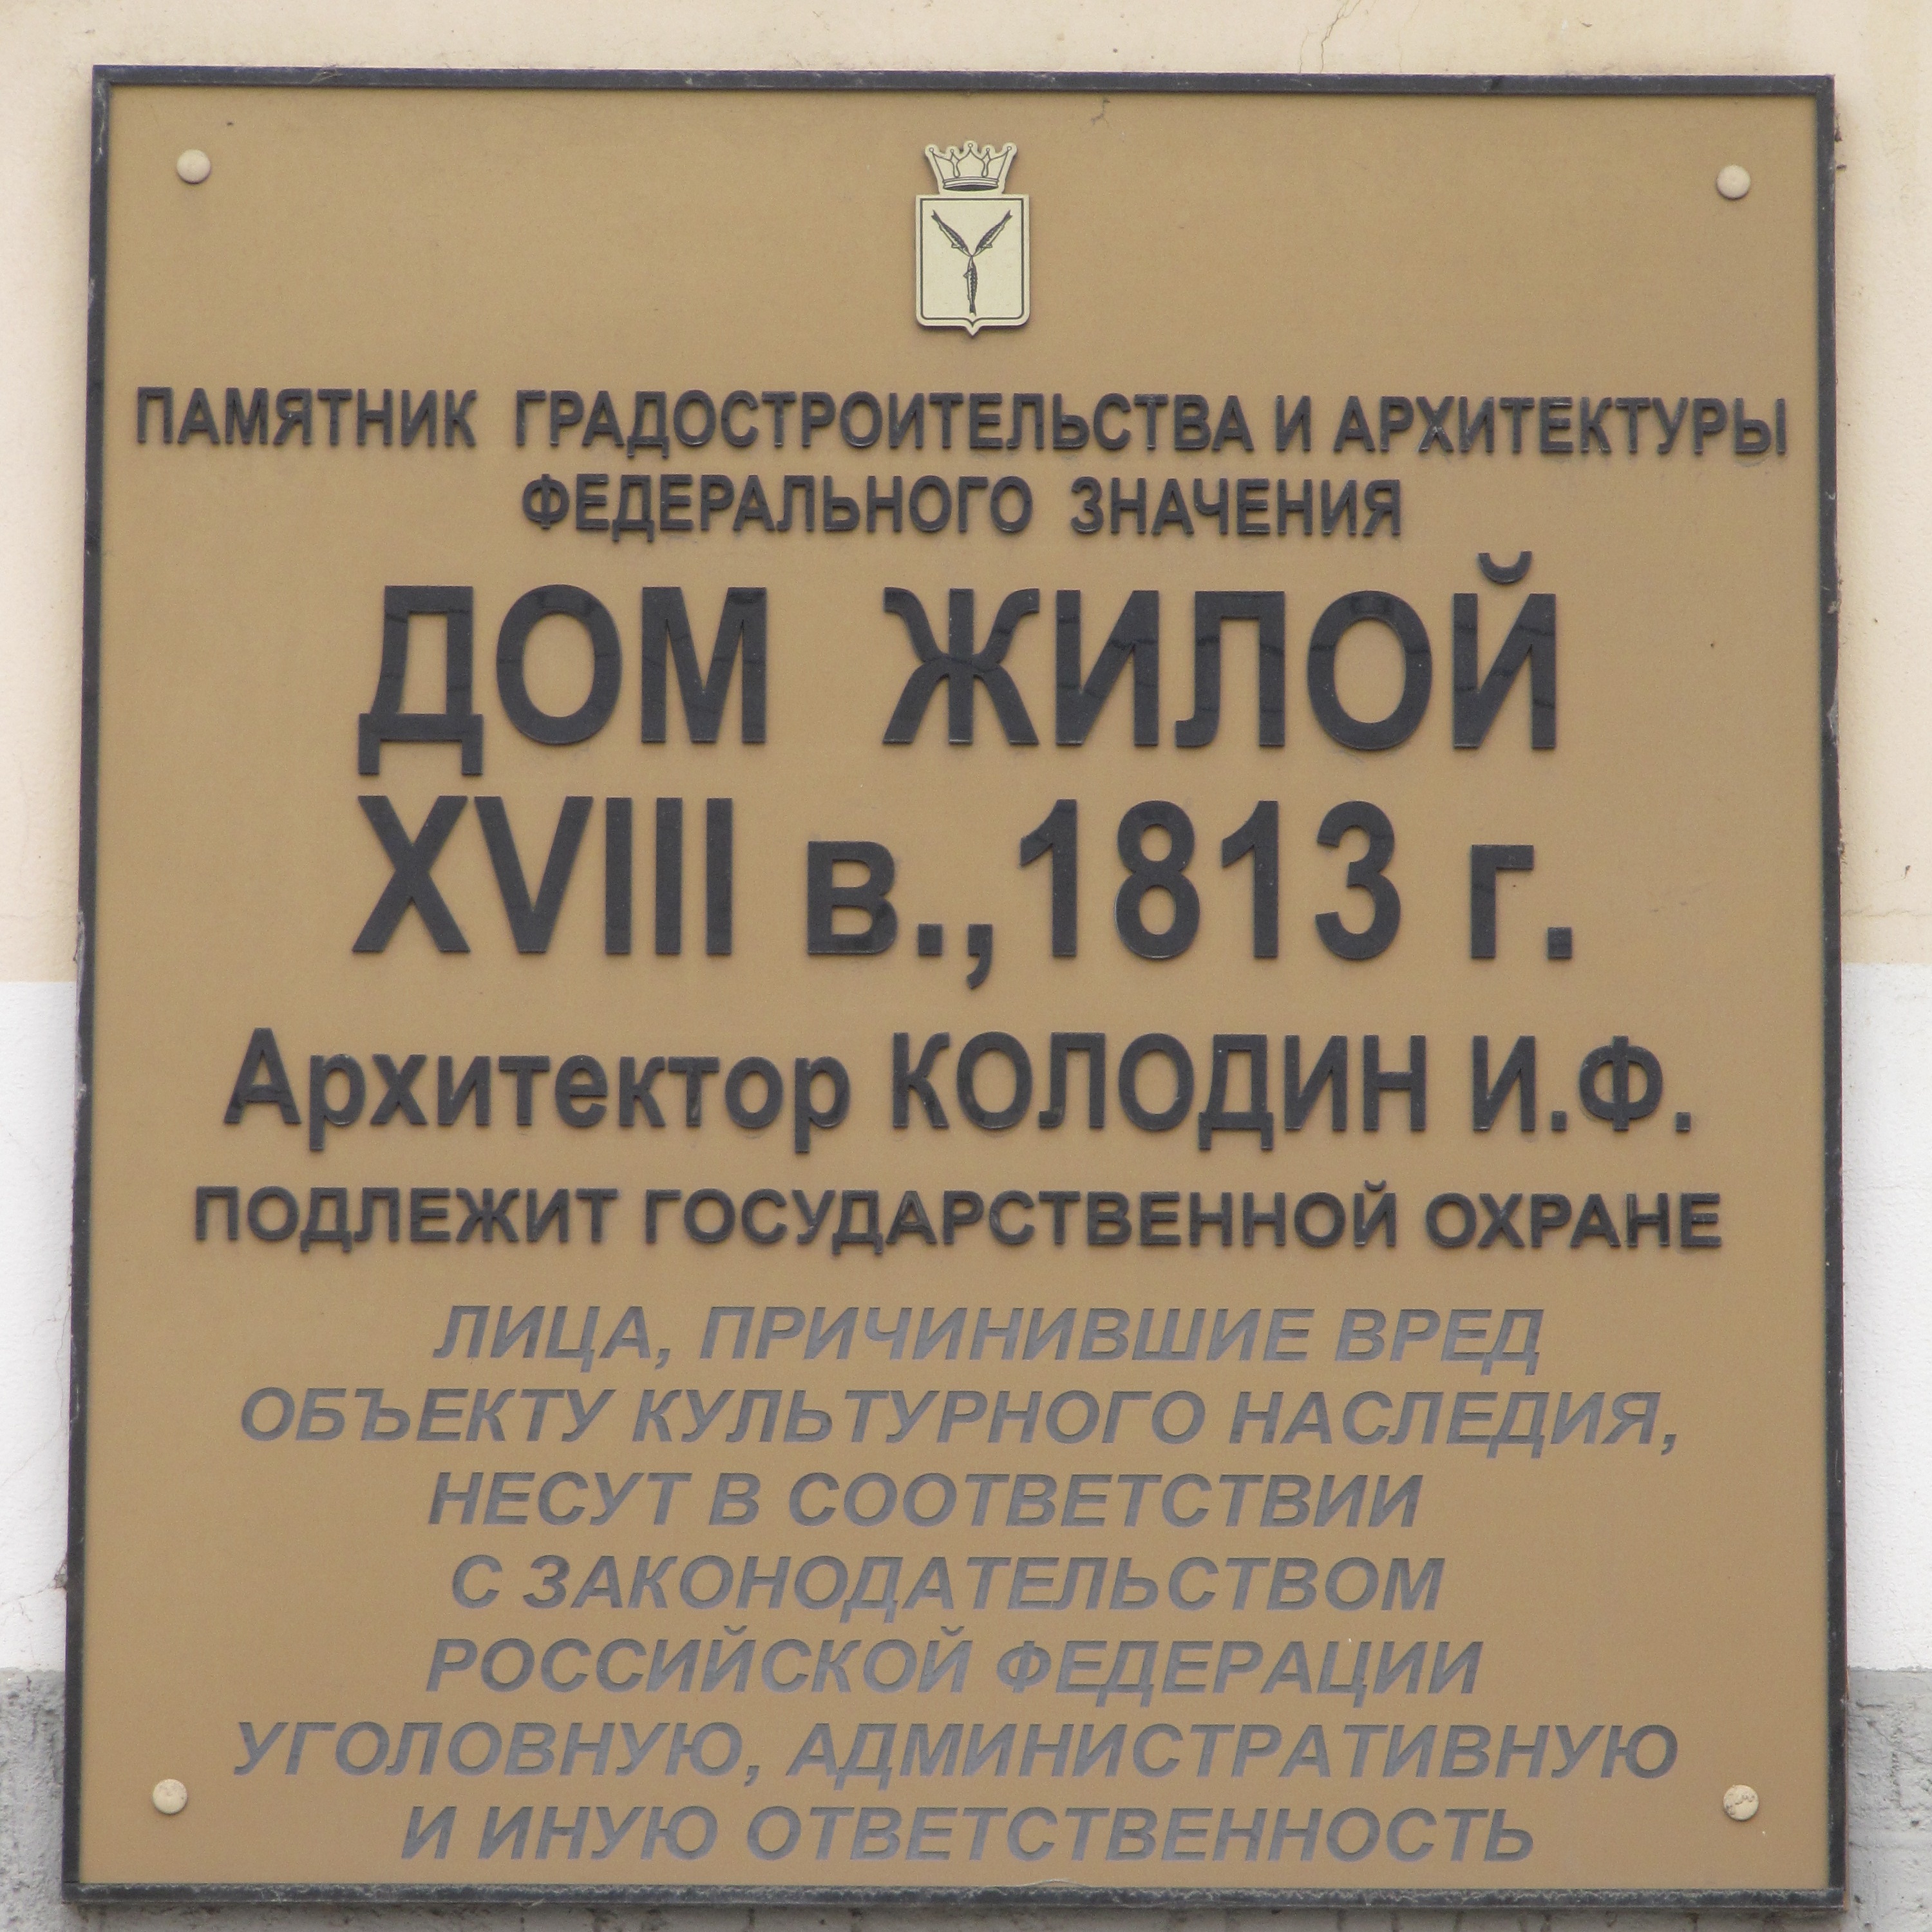 ПАМЯТНИК ГРАДОСТРОИТЕЛЬСТВА И АРХИТЕКТУРЫ
ФЕДЕРАЛЬНОГО ЗНАЧЕНИЯ
ДОМ ЖИЛОЙ
XVIII в., 1813 г.
Архитектор КОЛОДИН И.Ф.
ПОДЛЕЖИТ ГОСУДАРСТВЕННОЙ ОХРАНЕ
ЛИЦА, ПРИЧИНИВШИЕ ВРЕД
ОБЪЕКТУ КУЛЬТУРНОГО НАСЛЕДИЯ,
НЕСУТ В СООТВЕТСТВИИ
С ЗАКОНОДАТЕЛЬСТВОМ
РОССИЙСКОЙ ФЕДЕРАЦИИ
УГОЛОВНУЮ, АДМИНИСТРАТИВНУЮ
И ИНУЮ ОТВЕТСТВЕННОСТЬ